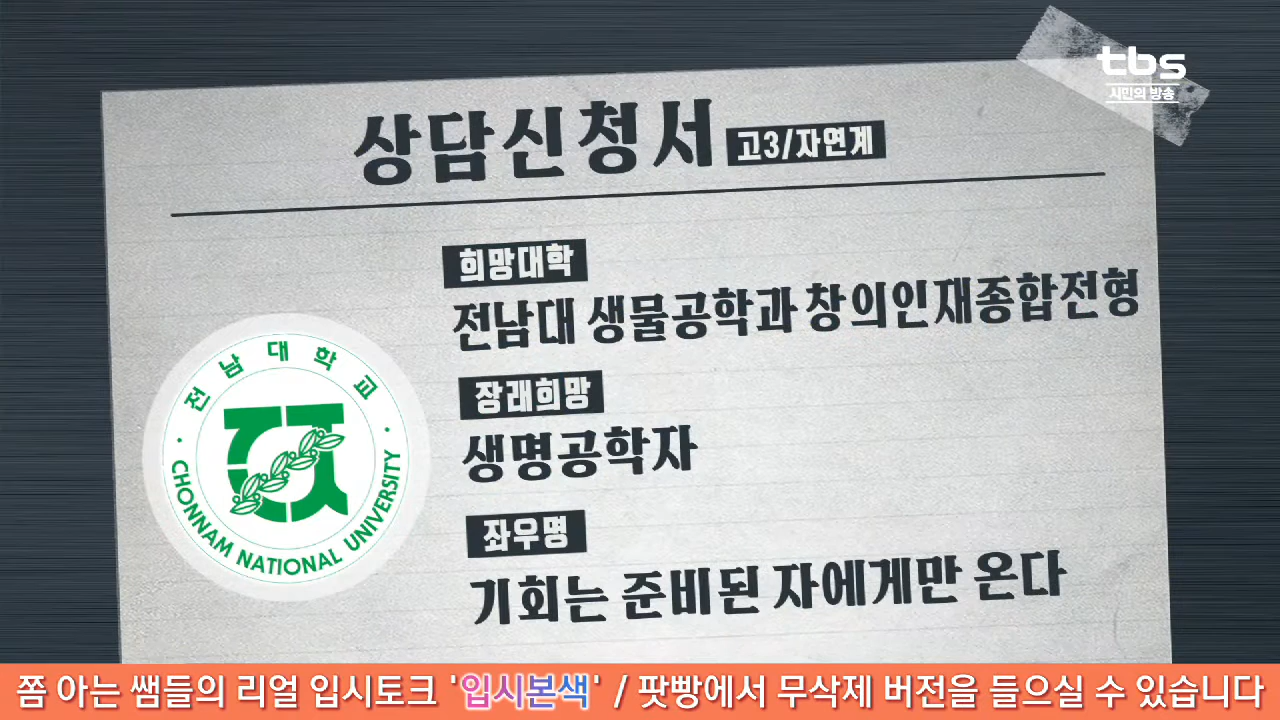 tbs
시민의 방송
상담신청서 고3/자연계
희망대학
전남대 생물공학과 창의인재종합전형
장래희망
생명공학자
좌우명
기회는 준비된 자에게만 온다
전남대학교
CHONNAM NATIONAL UNIVERSITY
쫌 아는 쌤들의 리얼 입시토크 '입시본색' / 팟빵에서 무삭제 버전을 들으실 수 있습니다